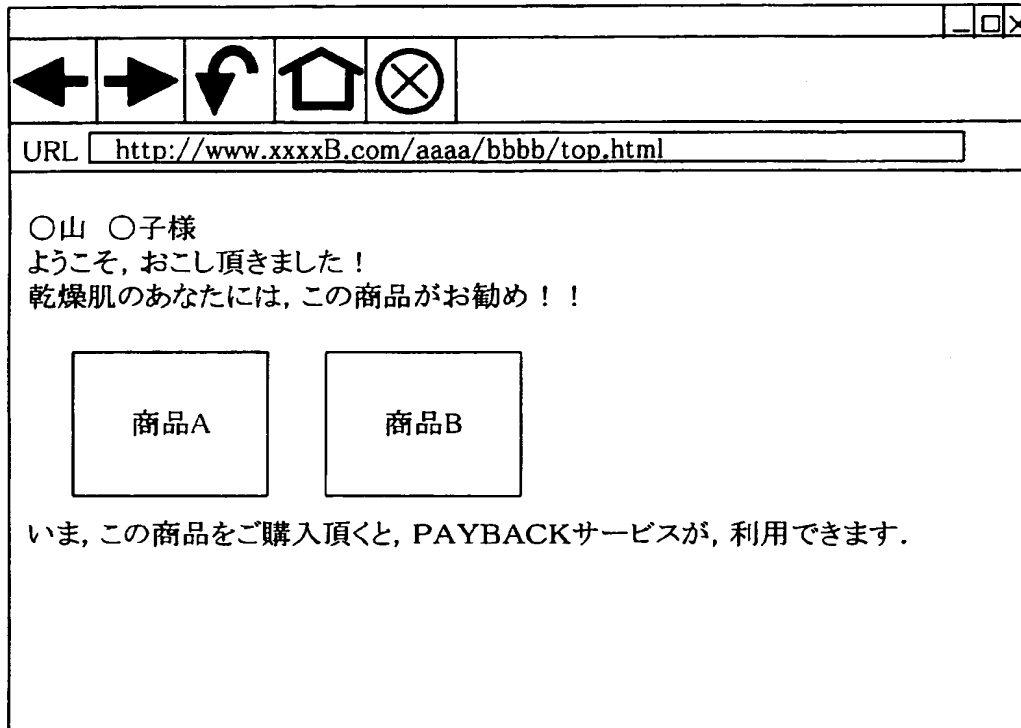 URL http://www.xxxxB.com/aaaa/bbbb/top.html
○山 ○子様
ようこそ, おこし頂きました！
乾燥肌のあなたには, この商品がお勧め！！
商品A 商品B
いま, この商品をご購入頂くと, PAYBACKサービスが, 利用できます.